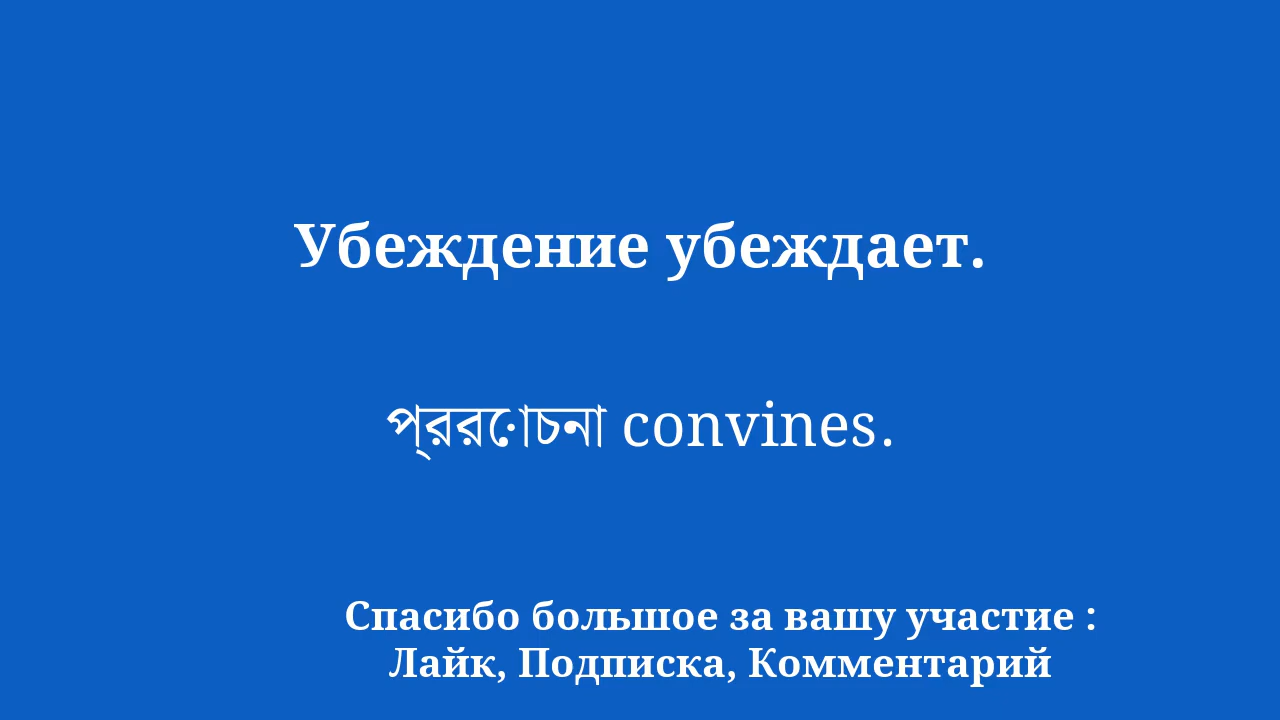 Убеждение убеждает.
প্ররোচনা convines.
Спасибо большое за вашу участие :
Лайк, Подписка, Комментарий